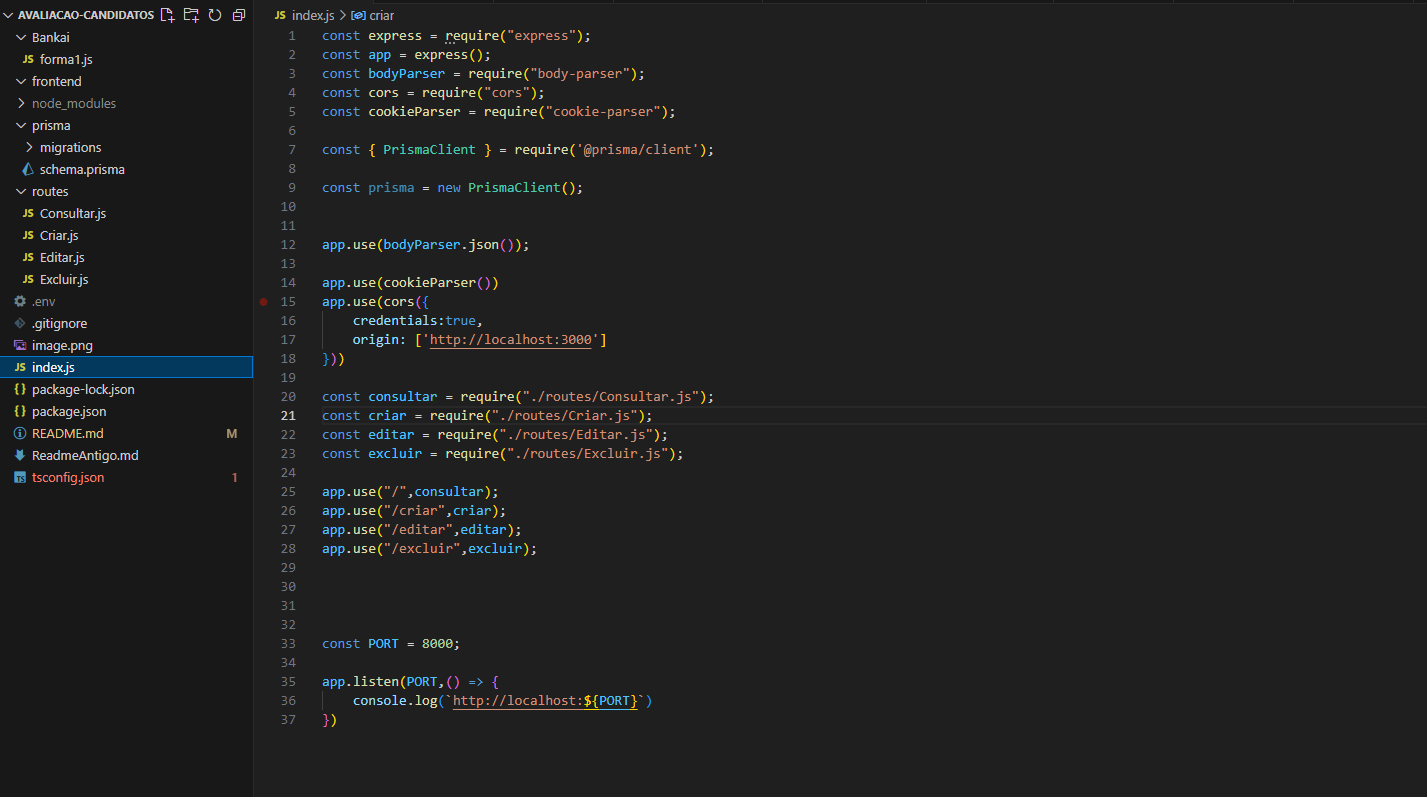 AVALIACAO-CANDIDATOS
Bankai
JS forma1.js
frontend
node_modules
prisma
migrations
schema.prisma
routes
JS Consultar.js
JS Criar.js
JS Editar.js
JS Excluir.js
.env
.gitignore
image.png
JS index.js
{} package-lock.json
{} package.json
README.md M
ReadmeAntigo.md
TS tsconfig.json 1
JS index.js > criar
1 const express = require("express");
2 const app = express();
3 const bodyParser = require("body-parser");
4 const cors = require("cors");
5 const cookieParser = require("cookie-parser");
6
7 const { PrismaClient } = require('@prisma/client');
8
9 const prisma = new PrismaClient();
10
11
12 app.use(bodyParser.json());
13
14 app.use(cookieParser())
15 app.use(cors({
16 credentials:true,
17 origin: ['http://localhost:3000']
18 }))
19
20 const consultar = require("./routes/Consultar.js");
21 const criar = require("./routes/Criar.js");
22 const editar = require("./routes/Editar.js");
23 const excluir = require("./routes/Excluir.js");
24
25 app.use("/",consultar);
26 app.use("/criar",criar);
27 app.use("/editar",editar);
28 app.use("/excluir",excluir);
29
30
31
32
33 const PORT = 8000;
34
35 app.listen(PORT,() => {
36 console.log(`http://localhost:${PORT}`)
37 })